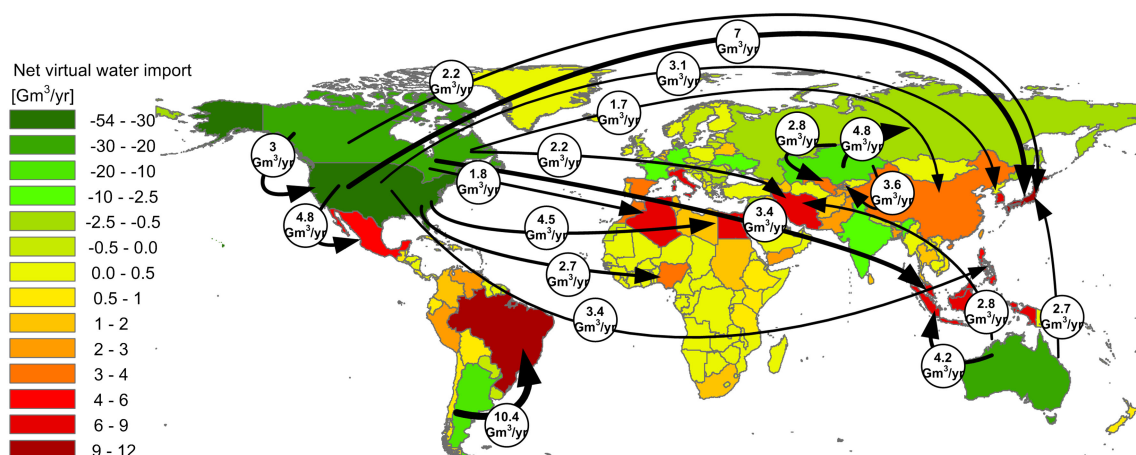 Net virtual water import
[Gm³/yr]
-54 - -30
-30 - -20
-20 - -10
-10 - -2.5
-2.5 - -0.5
-0.5 - 0.0
0.0 - 0.5
0.5 - 1
1 - 2
2 - 3
3 - 4
4 - 6
6 - 9
9 - 12
2.2
Gm³/yr
7
Gm³/yr
3.1
Gm³/yr
1.7
Gm³/yr
2.8
Gm³/yr
4.8
Gm³/yr
3
Gm³/yr
2.2
Gm³/yr
1.8
Gm³/yr
3.6
Gm³/yr
4.8
Gm³/yr
4.5
Gm³/yr
3.4
Gm³/yr
2.7
Gm³/yr
3.4
Gm³/yr
2.8
Gm³/yr
2.7
Gm³/yr
4.2
Gm³/yr
10.4
Gm³/yr